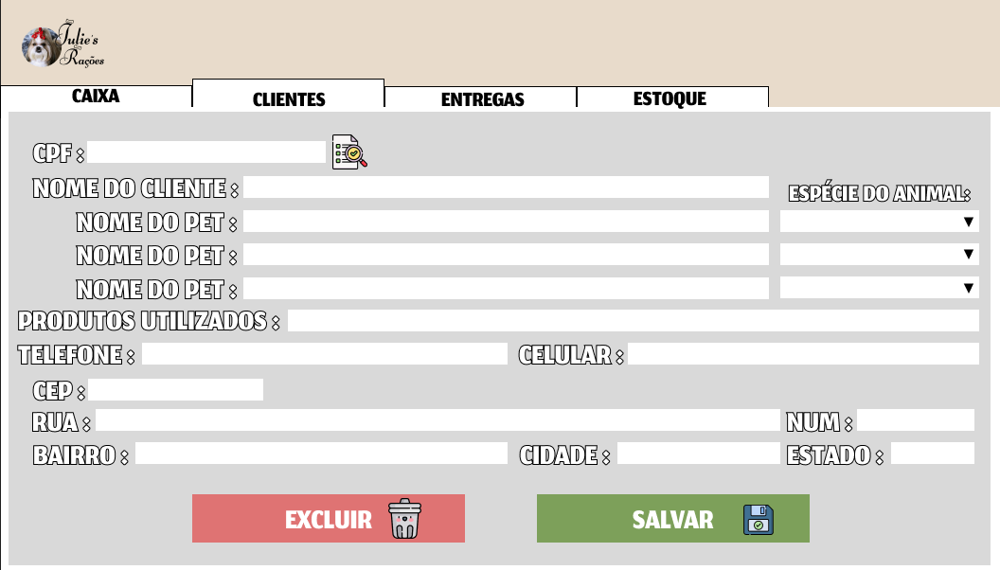 Julie's
Rações
CAIXA CLIENTES ENTREGAS ESTOQUE
CPF :
NOME DO CLIENTE : ESPÉCIE DO ANIMAL:
NOME DO PET :
NOME DO PET :
NOME DO PET :
PRODUTOS UTILIZADOS :
TELEFONE : CELULAR :
CEP :
RUA : NUM :
BAIRRO : CIDADE : ESTADO :
EXCLUIR SALVAR